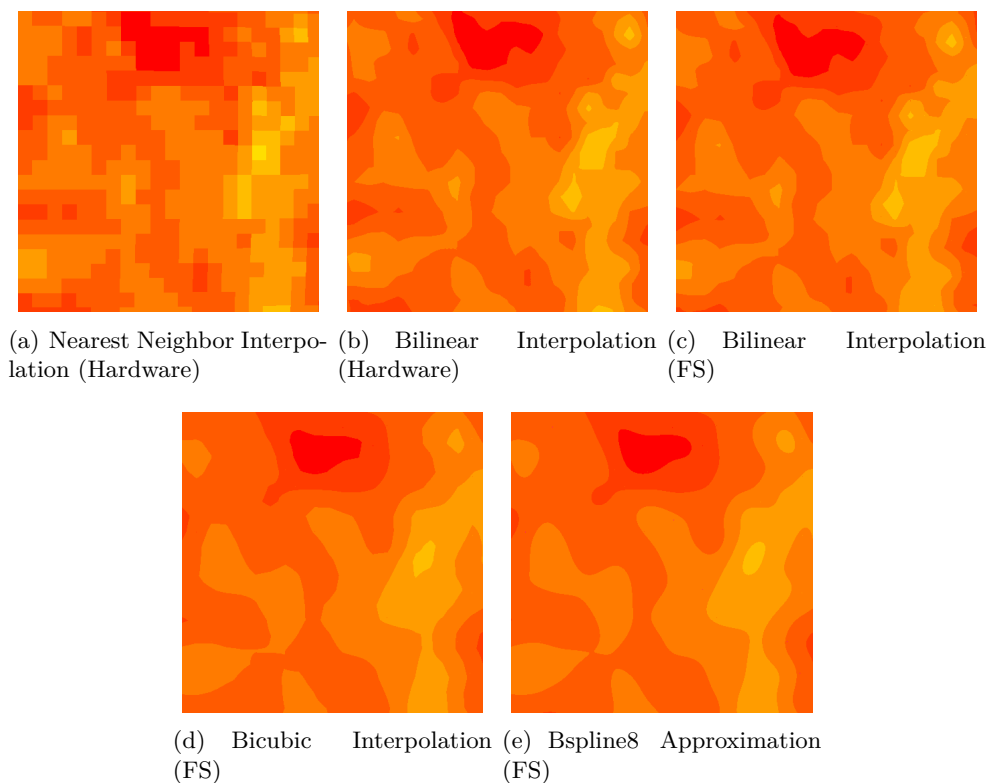 (a) Nearest Neighbor Interpo-
lation (Hardware)
(b) Bilinear Interpolation
(Hardware)
(c) Bilinear Interpolation
(FS)
(d) Bicubic Interpolation
(FS)
(e) Bspline8 Approximation
(FS)